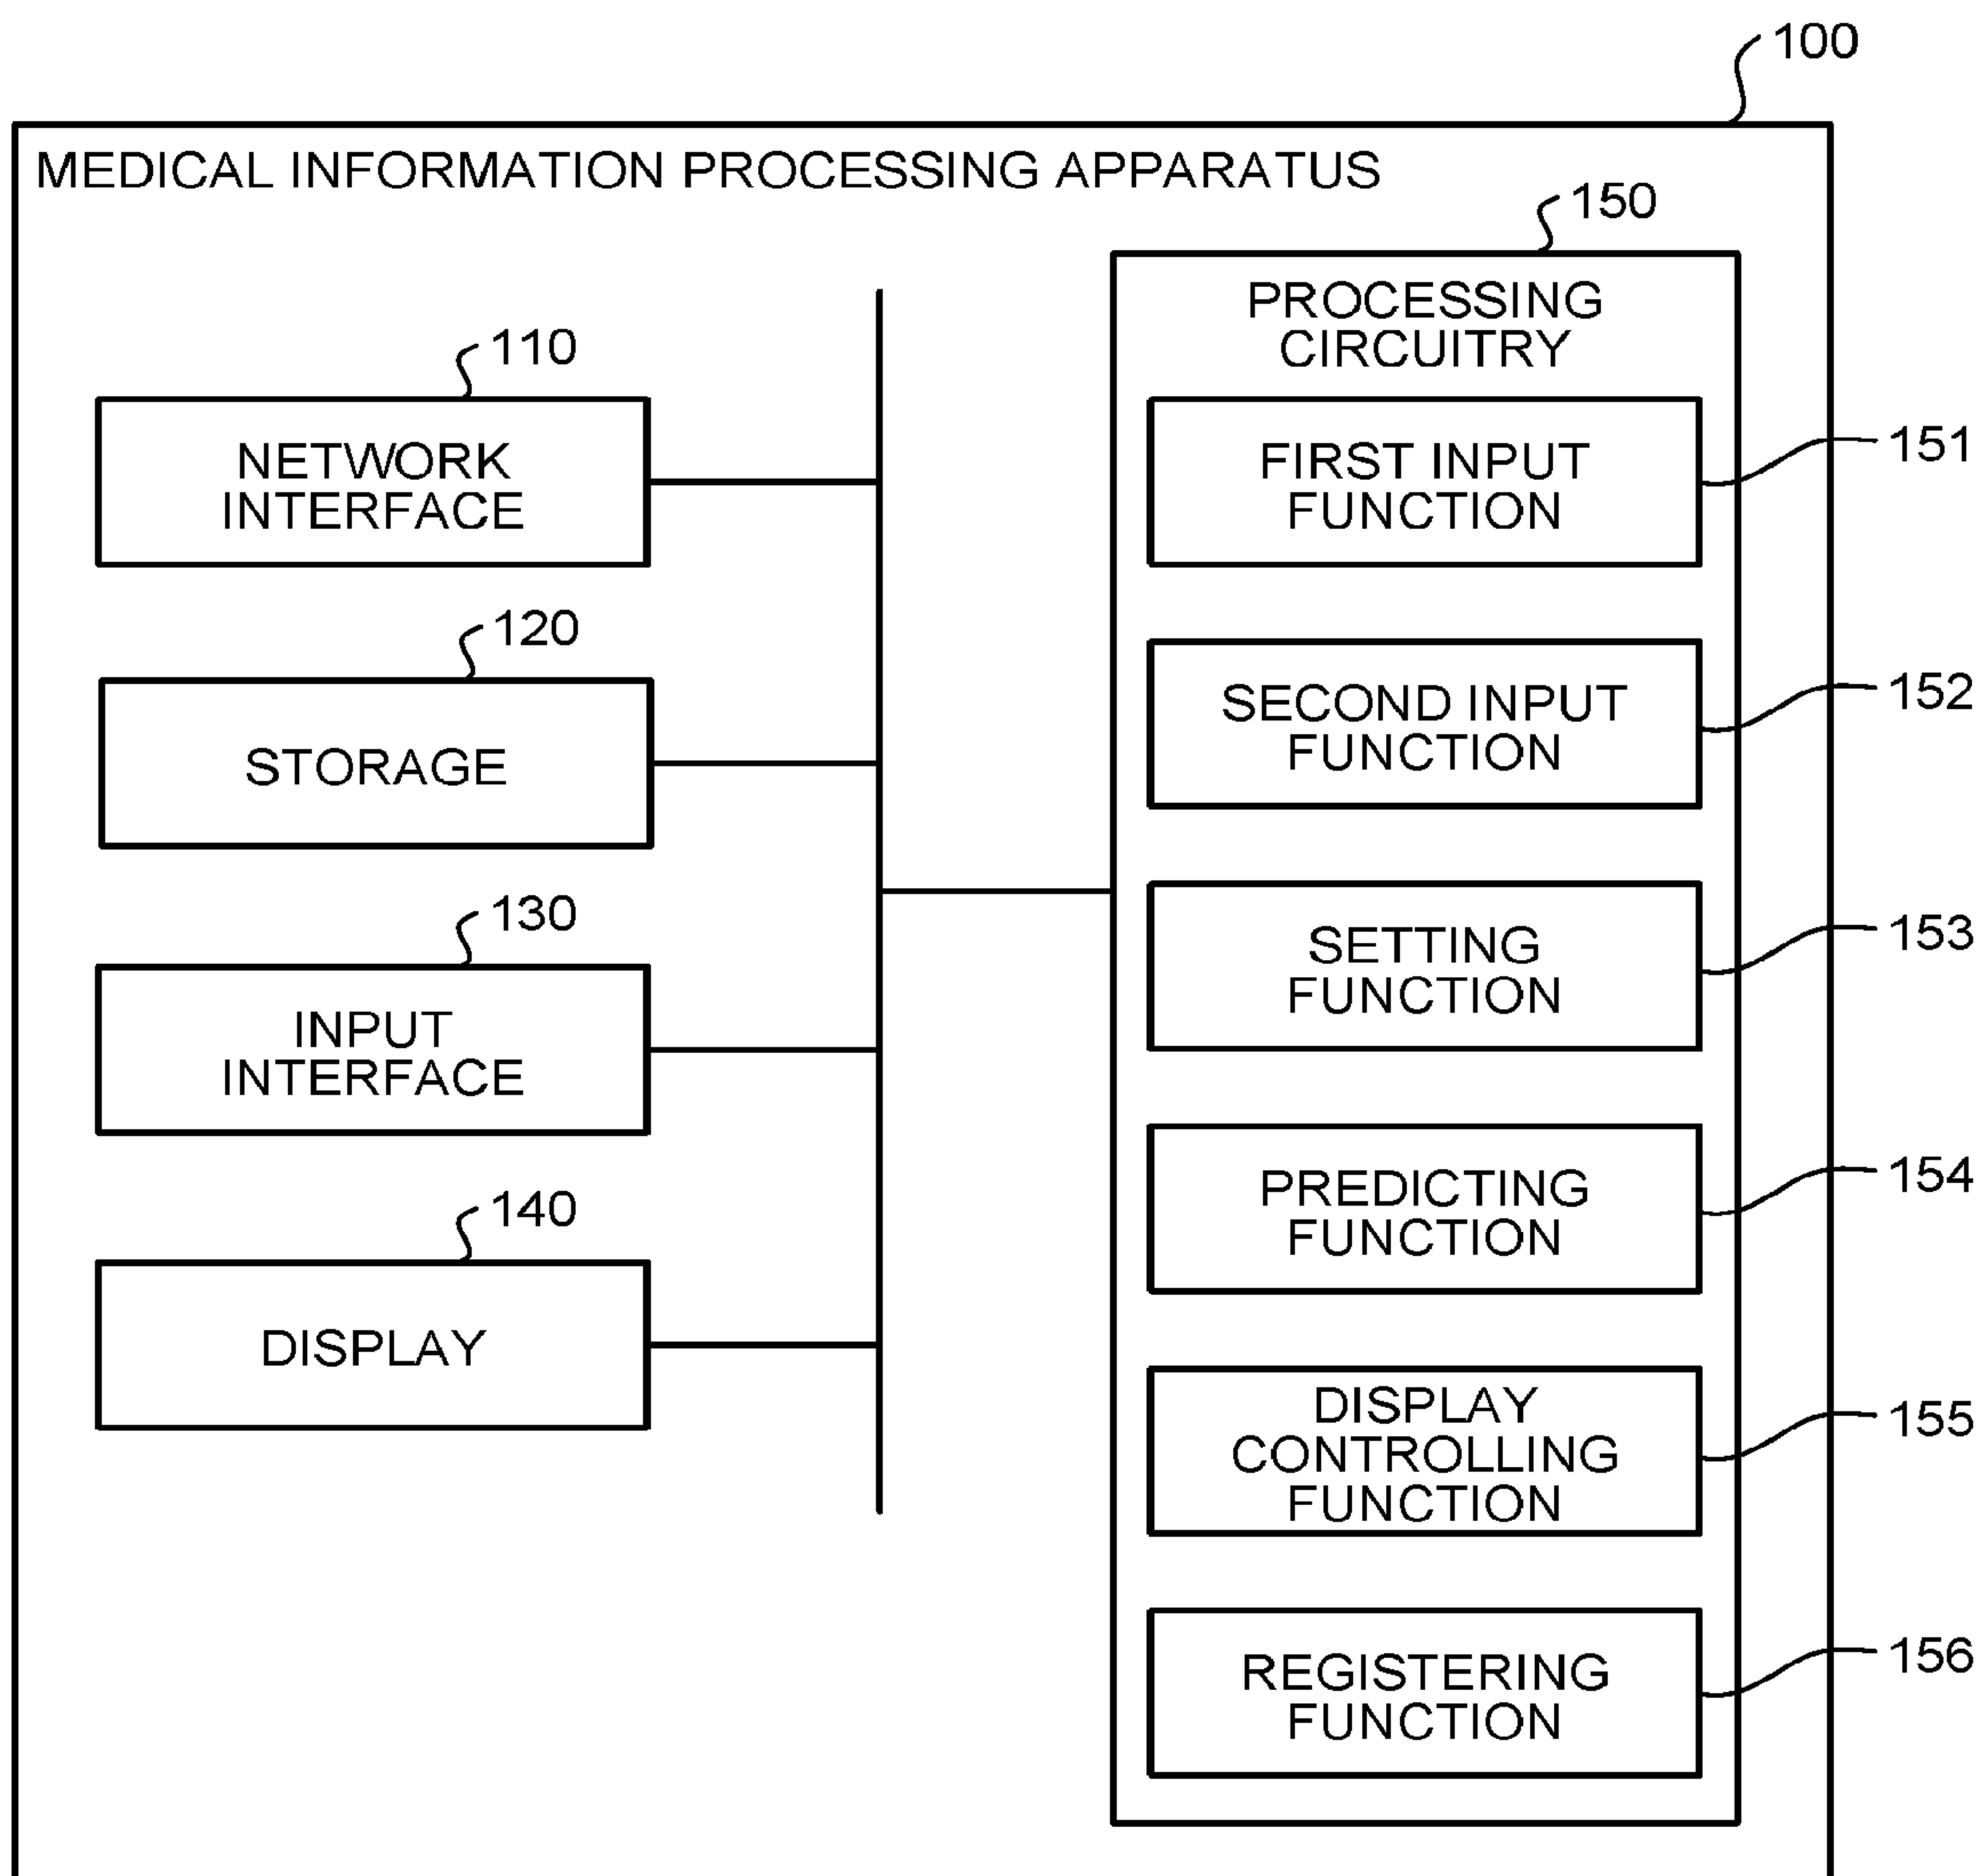 100
MEDICAL INFORMATION PROCESSING APPARATUS
150
PROCESSING
CIRCUITRY
110
NETWORK
INTERFACE
120
STORAGE
130
INPUT
INTERFACE
140
DISPLAY
FIRST INPUT
FUNCTION
151
SECOND INPUT
FUNCTION
152
SETTING
FUNCTION
153
PREDICTING
FUNCTION
154
DISPLAY
CONTROLLING
FUNCTION
155
REGISTERING
FUNCTION
156